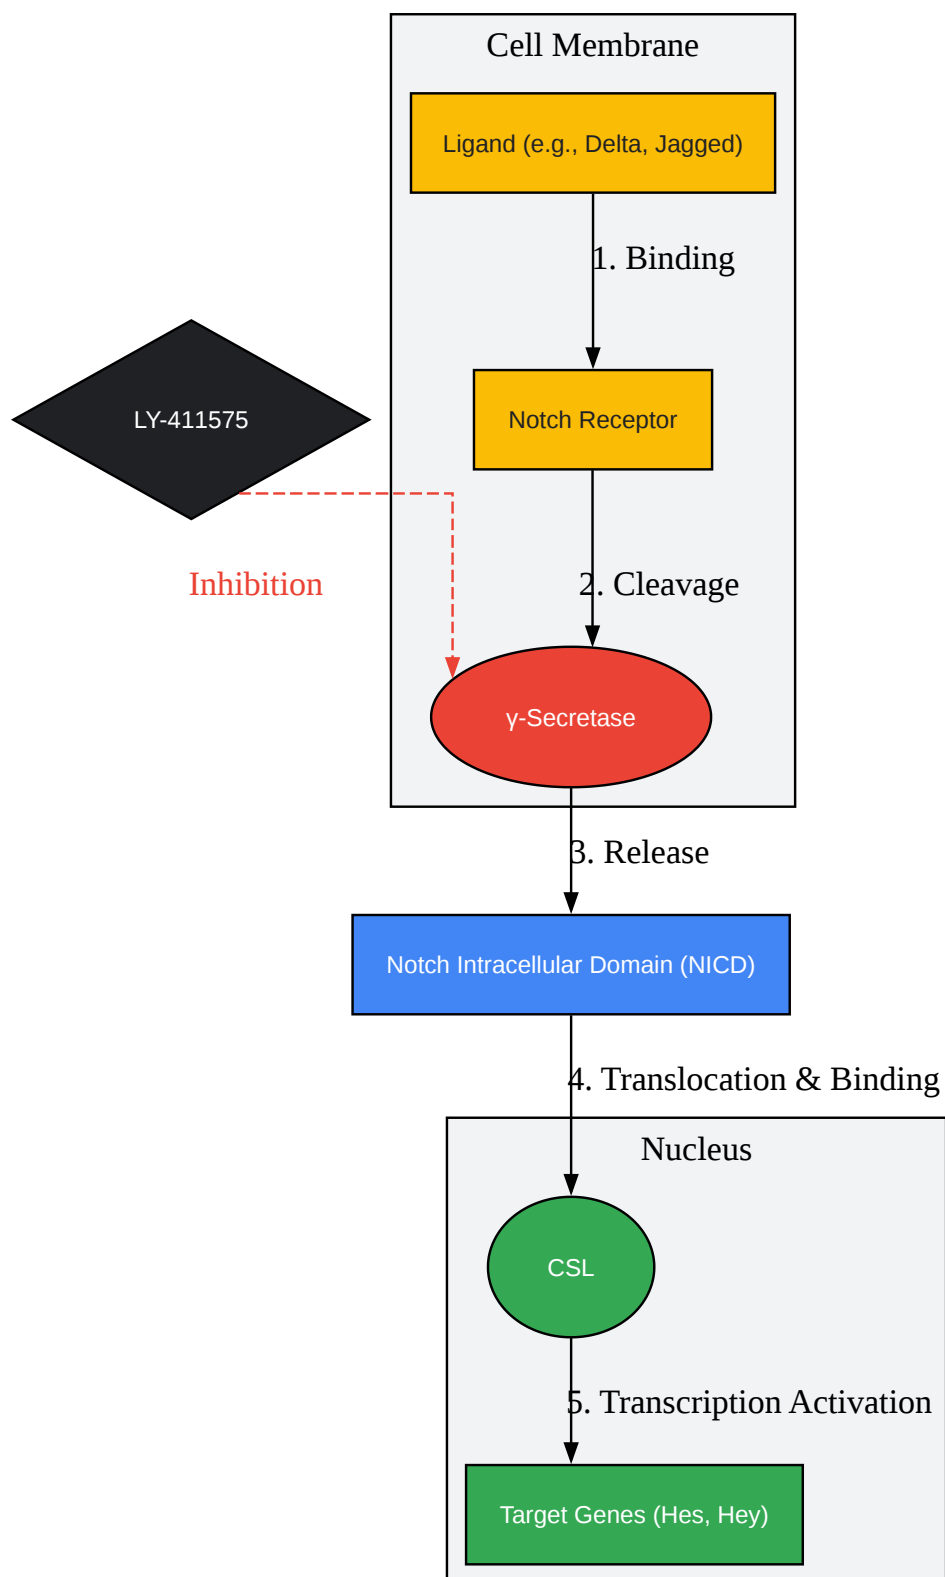 Cell Membrane
Ligand (e.g., Delta, Jagged)
1. Binding
LY-411575
Notch Receptor
Inhibition
2. Cleavage
γ-Secretase
3. Release
Notch Intracellular Domain (NICD)
4. Translocation & Binding
Nucleus
CSL
5. Transcription Activation
Target Genes (Hes, Hey)